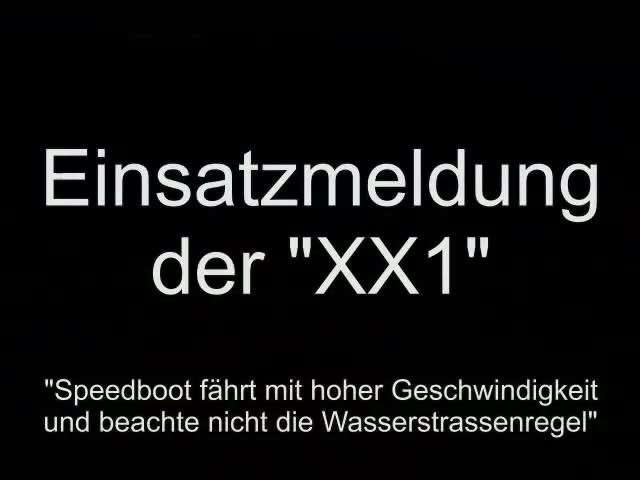 Einsatzmeldung
der "XX1"
"Speedboot fährt mit hoher Geschwindigkeit
und beachte nicht die Wasserstrassenregel"